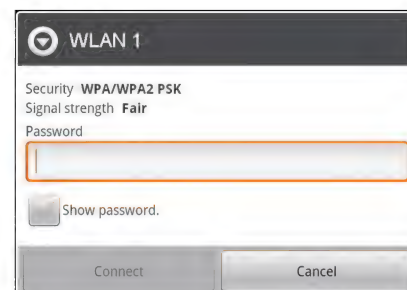 WLAN 1
Security WPA/WPA2 PSK
Signal strength Fair
Password
Show password.
Connect
Cancel